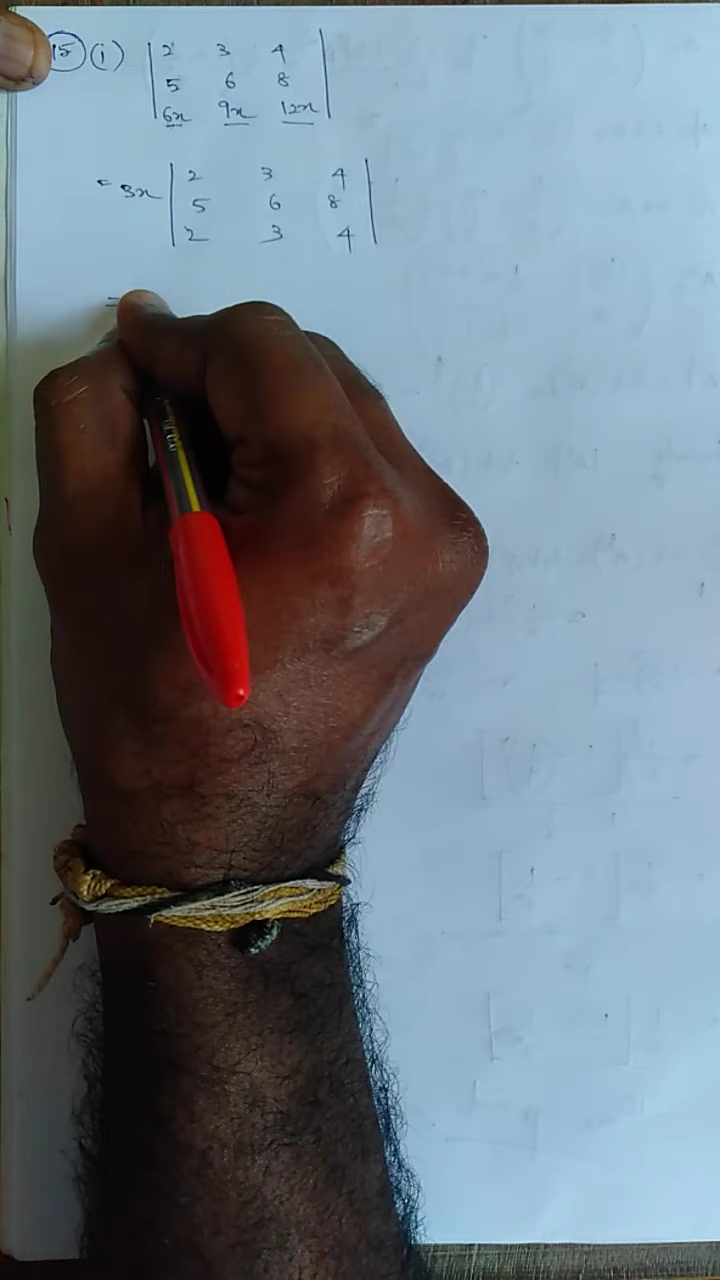 15 (i) | 2 3 4 |
| 5 6 8 |
| 6x 9x 12x |
= 3x | 2 3 4 |
| 5 6 8 |
| 2 3 4 |
=